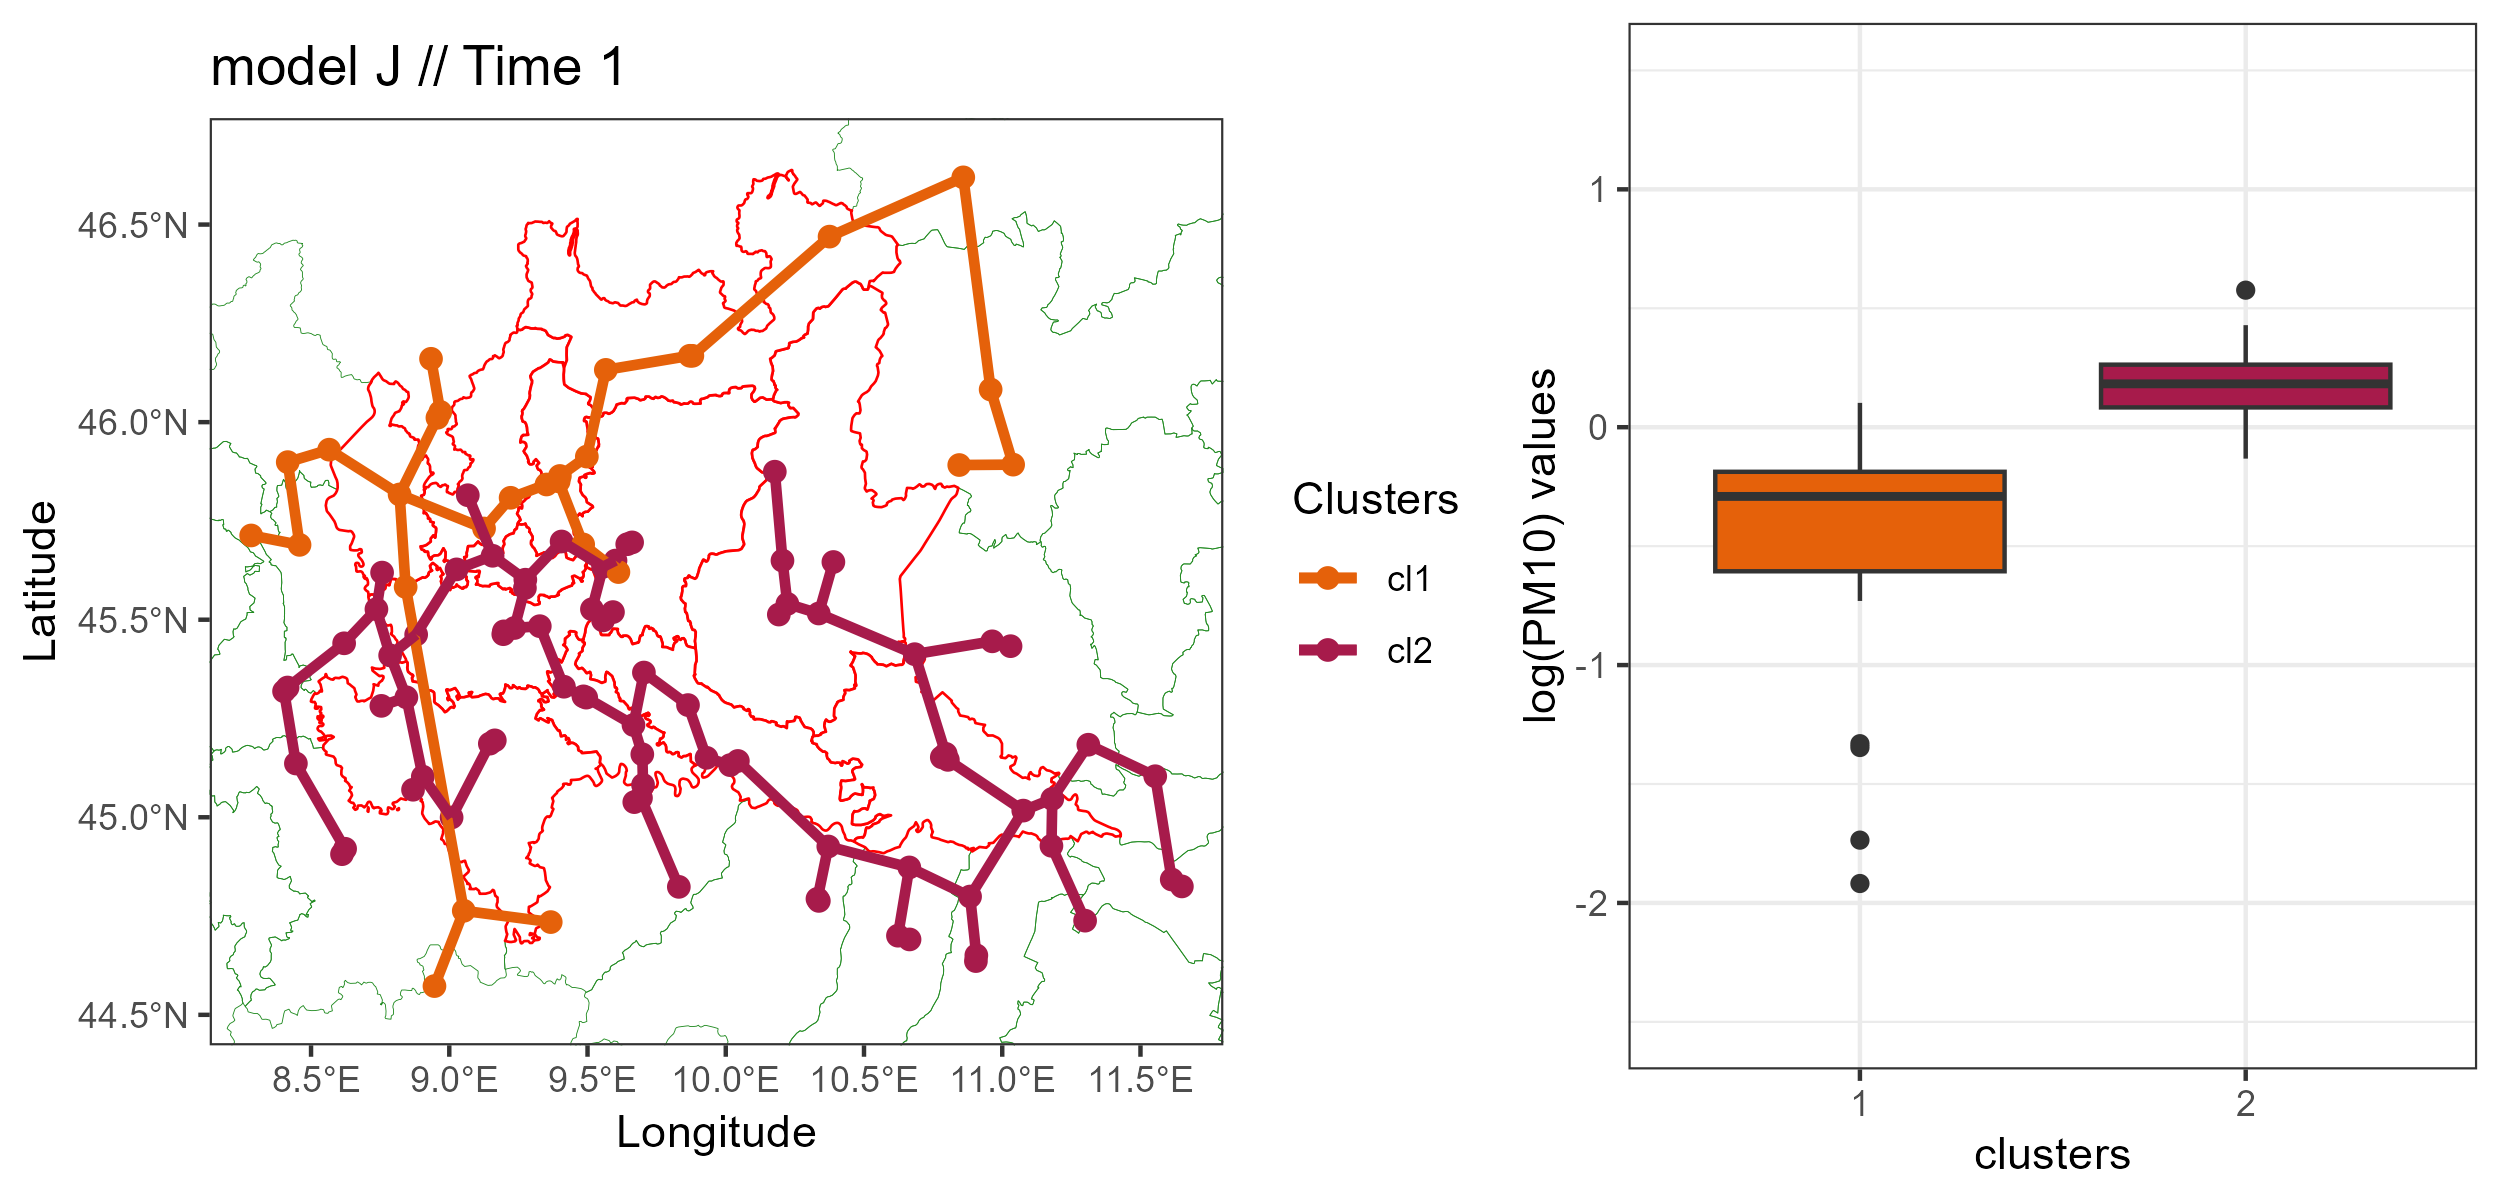 model J // Time 1
Latitude
46.5°N
46.0°N
45.5°N
45.0°N
44.5°N
8.5°E 9.0°E 9.5°E 10.0°E 10.5°E 11.0°E 11.5°E
Longitude
Clusters
cl1
cl2
log(PM10) values
1
0
-1
-2
1 2
clusters